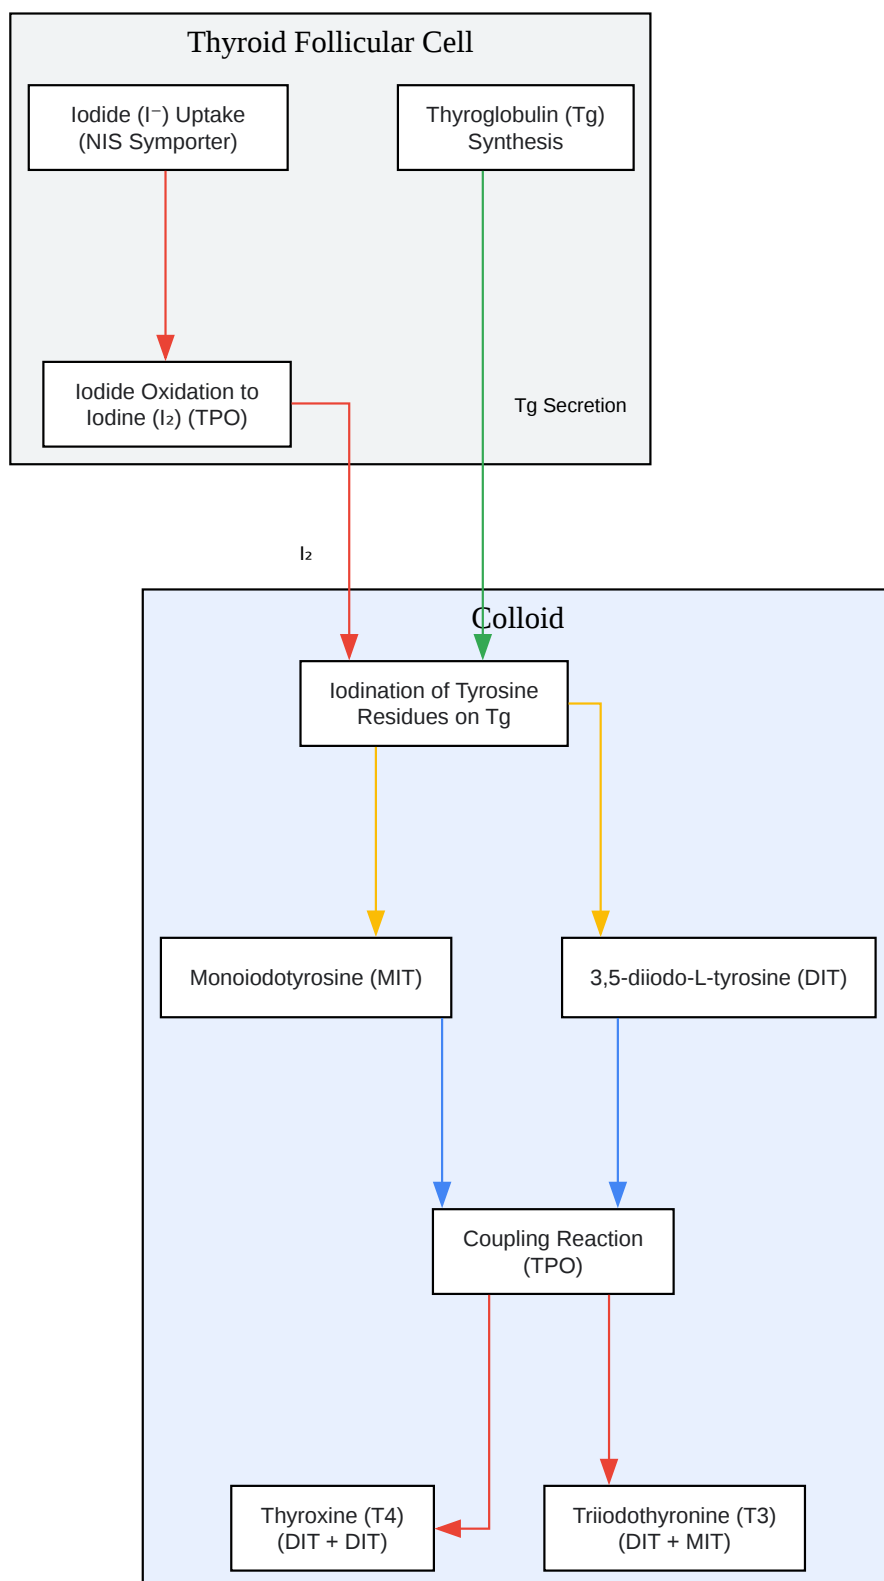 Thyroid Follicular Cell
Iodide (I⁻) Uptake
(NIS Symporter)
Thyroglobulin (Tg)
Synthesis
Iodide Oxidation to
Iodine (I₂) (TPO)
Tg Secretion
I₂
Colloid
Iodination of Tyrosine
Residues on Tg
Monoiodotyrosine (MIT)
3,5-diiodo-L-tyrosine (DIT)
Coupling Reaction
(TPO)
Thyroxine (T4)
(DIT + DIT)
Triiodothyronine (T3)
(DIT + MIT)